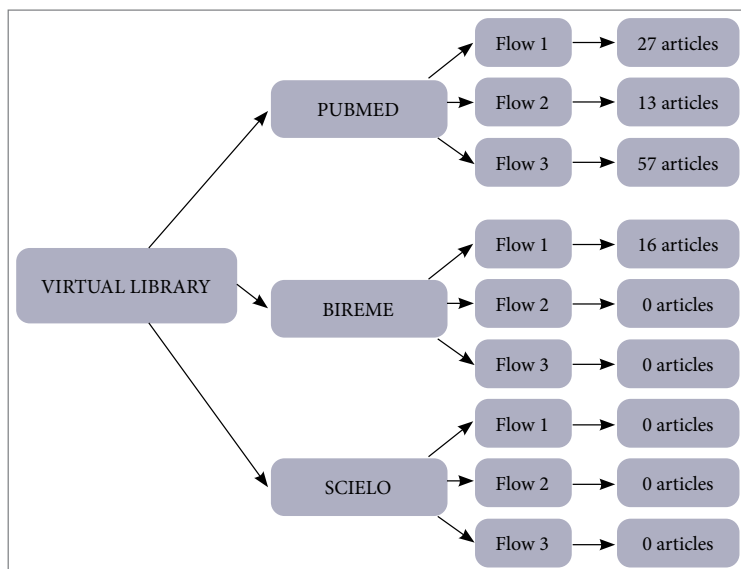 VIRTUAL LIBRARY
PUBMED
Flow 1
27 articles
Flow 2
13 articles
Flow 3
57 articles
BIREME
Flow 1
16 articles
Flow 2
0 articles
Flow 3
0 articles
SCIELO
Flow 1
0 articles
Flow 2
0 articles
Flow 3
0 articles